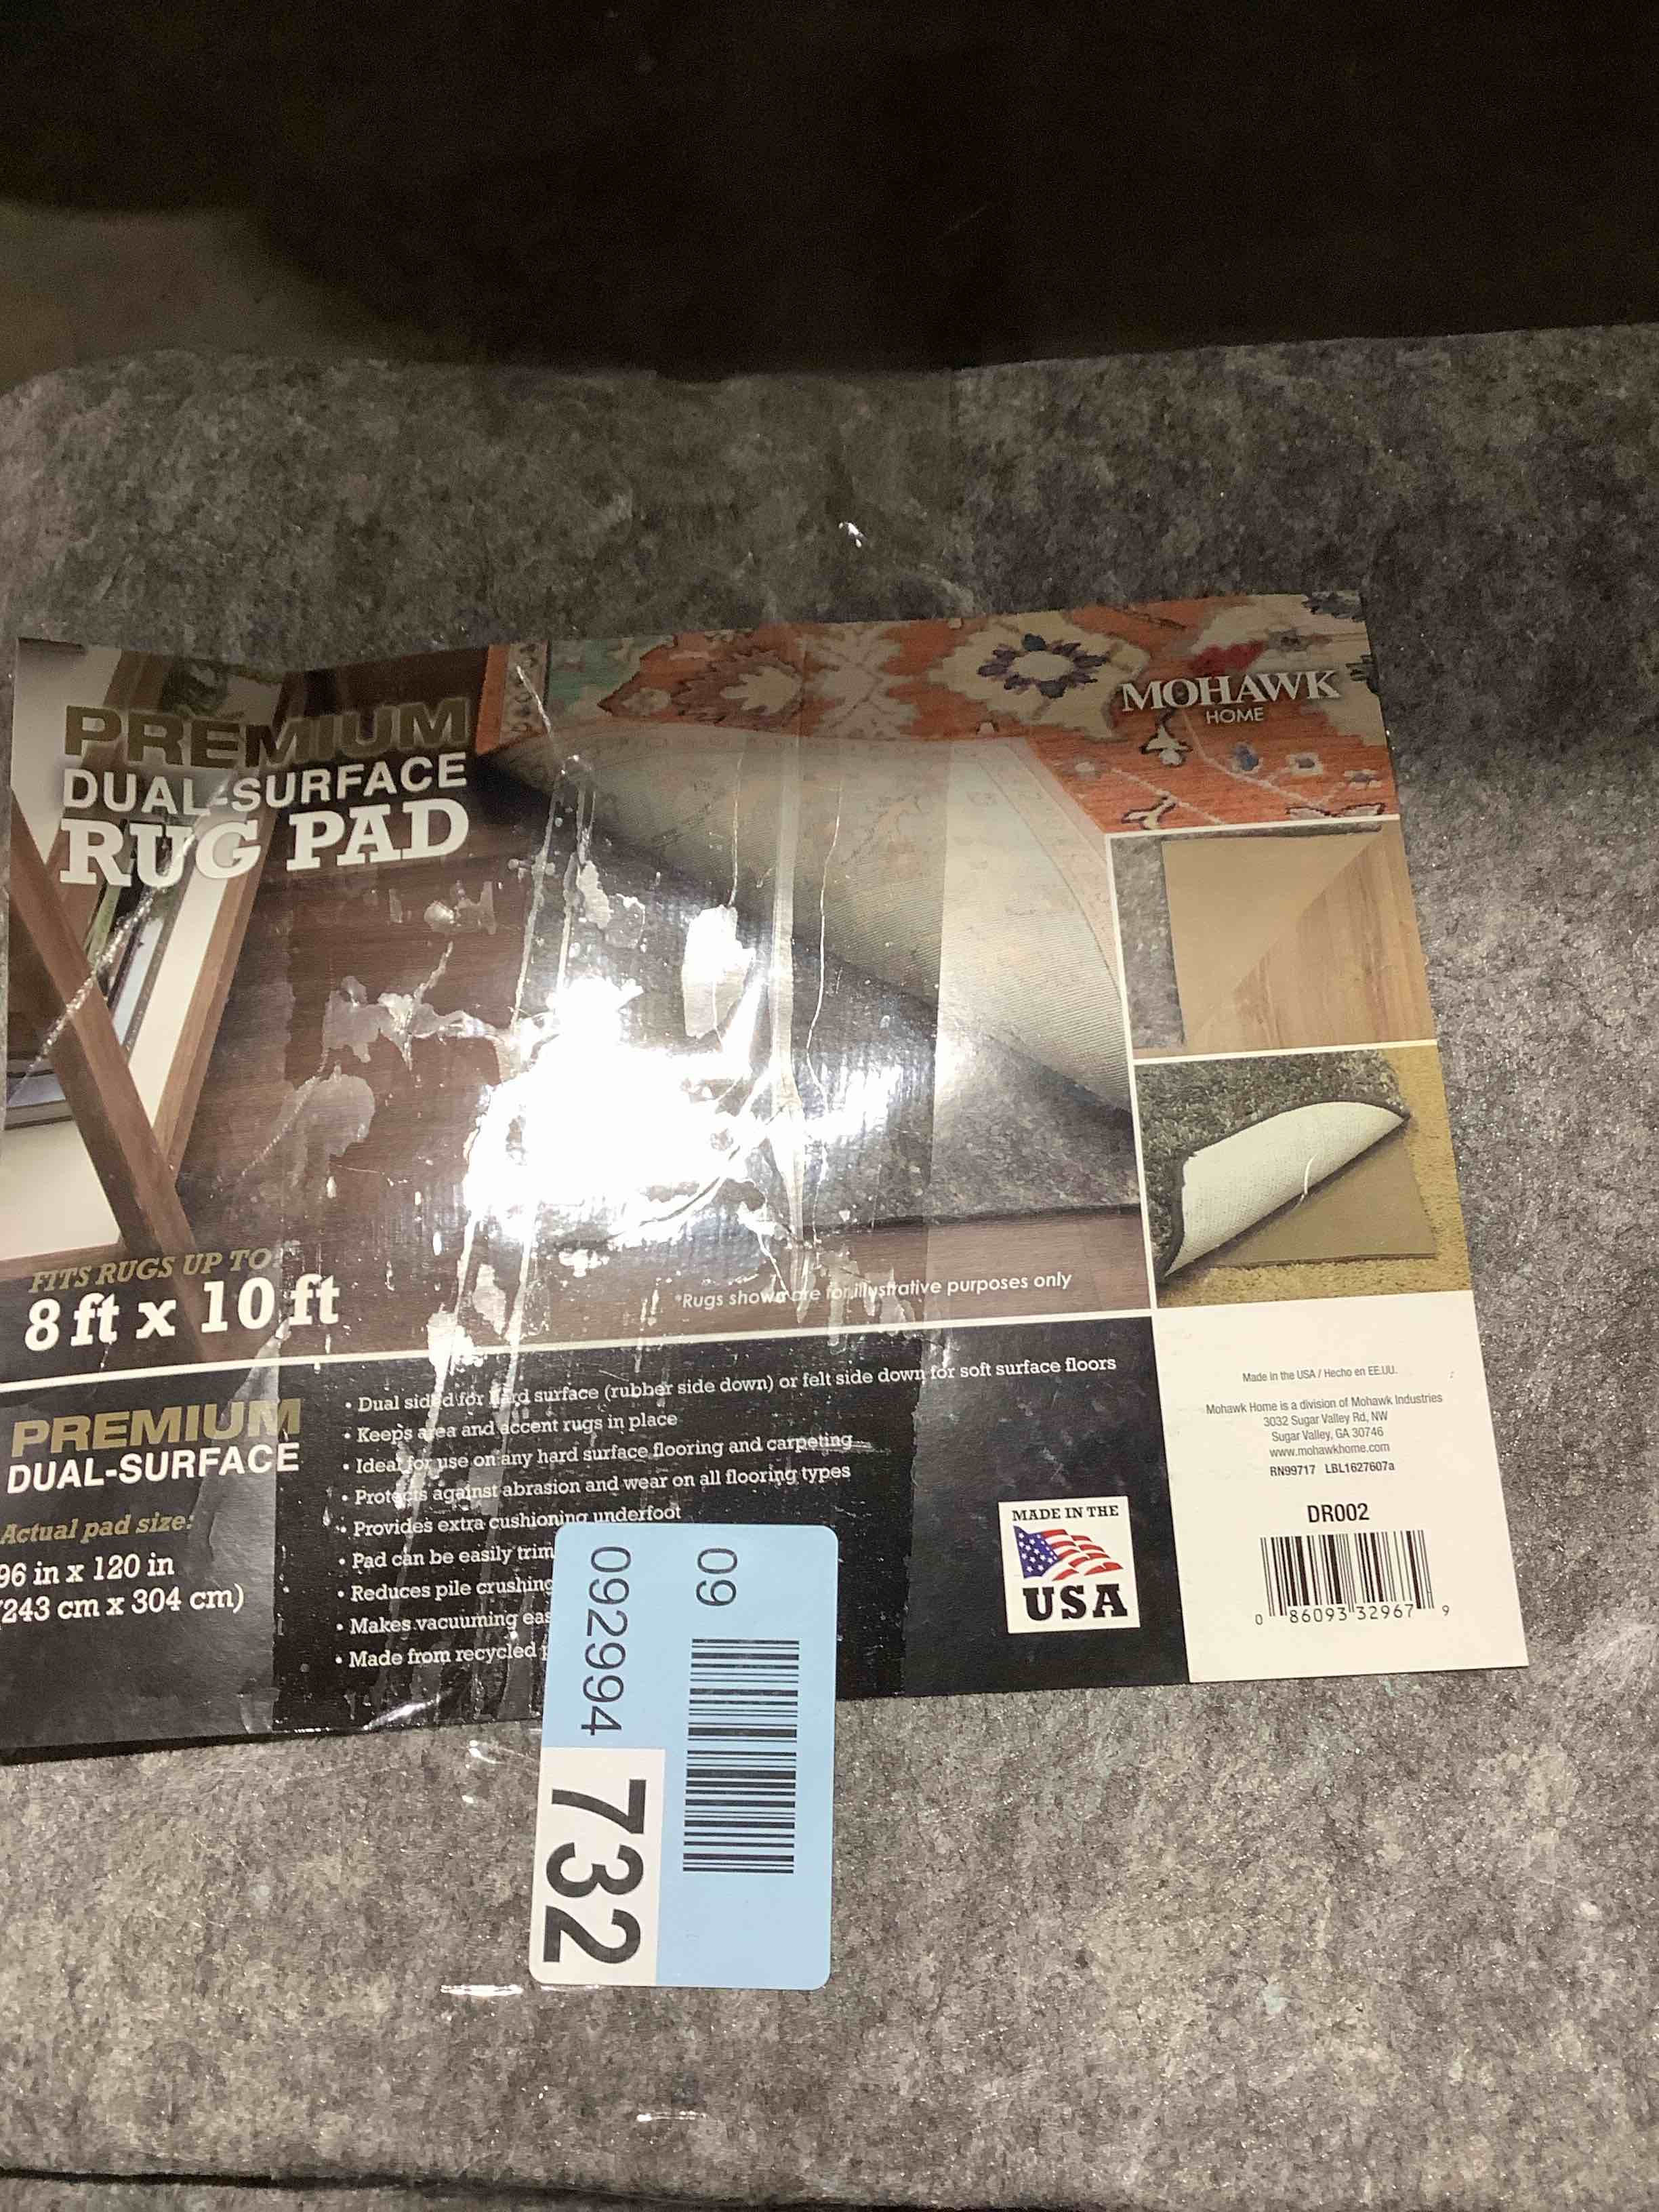 PREMIUM
DUAL-SURFACE
RUG PAD
MOHAWK
HOME
FITS RUGS UP TO:
8 ft x 10 ft
*Rugs shown are for illustrative purposes only
PREMIUM
DUAL-SURFACE
Actual pad size:
96 in x 120 in
(243 cm x 304 cm)
• Dual sided for hard surface (rubber side down) or felt side down for soft surface floors
• Keeps area and accent rugs in place
• Ideal for use on any hard surface flooring and carpeting
• Protects against abrasion and wear on all flooring types
• Provides extra cushioning underfoot
• Pad can be easily trim
• Reduces pile crushing
• Makes vacuuming eas
• Made from recycled
MADE IN THE
USA
Made in the USA / Hecho en EE.UU.
Mohawk Home is a division of Mohawk Industries
3032 Sugar Valley Rd, NW
Sugar Valley, GA 30746
www.mohawkhome.com
RN99717 LBL1627607a
DR002
0 86093 32967 9
09
092994
732